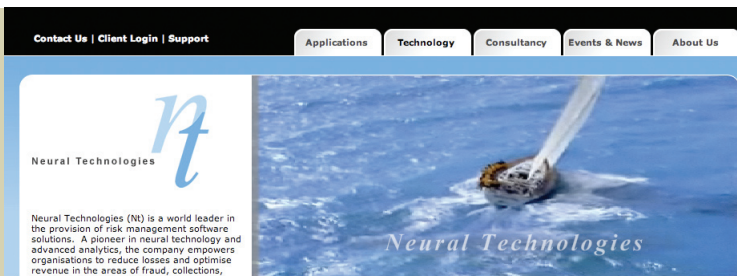 Contact Us | Client Login | Support
Applications
Technology
Consultancy
Events & News
About Us
nt
Neural Technologies
Neural Technologies (Nt) is a world leader in
the provision of risk management software
solutions. A pioneer in neural technology and
advanced analytics, the company empowers
organisations to reduce losses and optimise
revenue in the areas of fraud, collections,
Neural Technologies